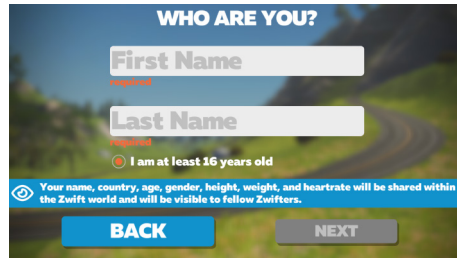 WHO ARE YOU?
First Name
required
Last Name
required
I am at least 16 years old
Your name, country, age, gender, height, weight, and heartrate will be shared within
the Zwift world and will be visible to fellow Zwifters.
BACK
NEXT